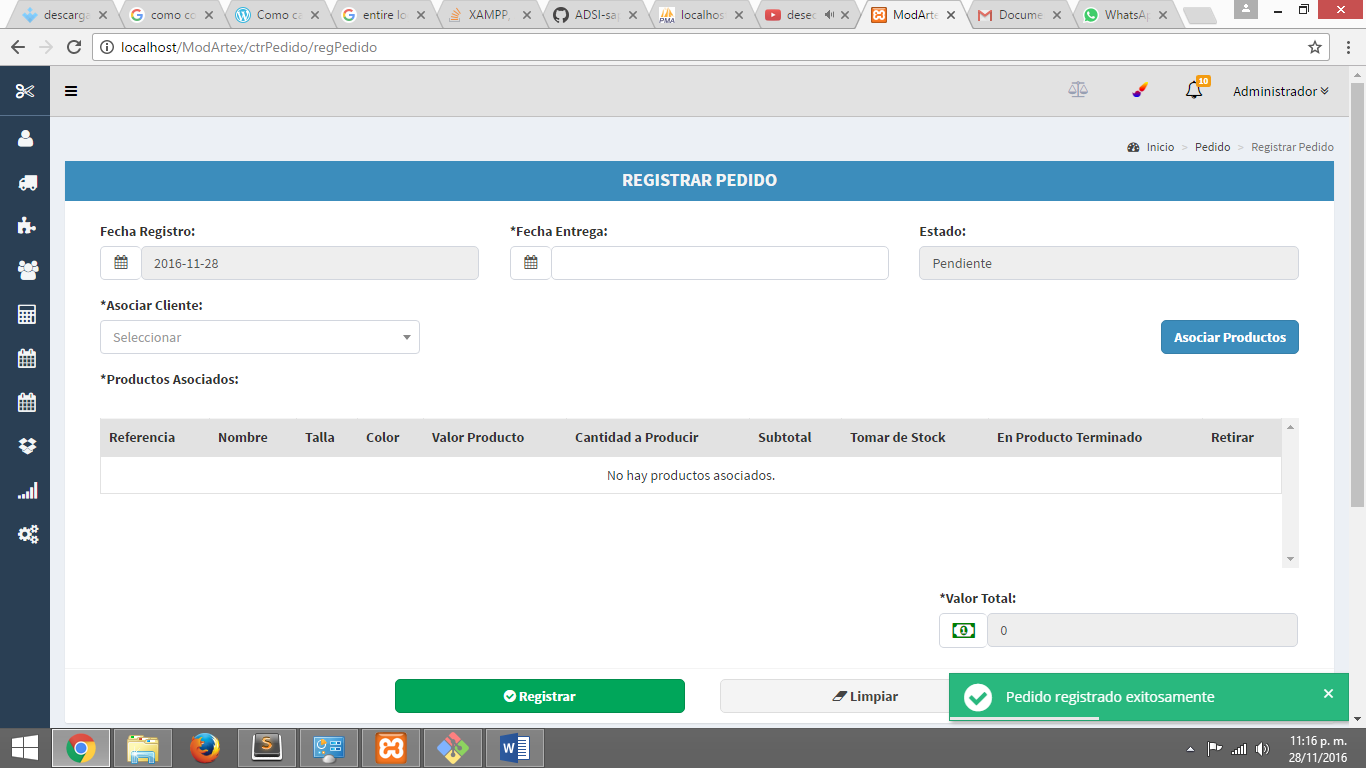 descarga
como co
Como ca
entire lo
XAMPP,
ADSI-sap
localhos
desec
ModArte
Docume
WhatsAp
localhost/ModArtex/ctrPedido/regPedido
10
Administrador
Inicio > Pedido > Registrar Pedido
REGISTRAR PEDIDO
Fecha Registro: *Fecha Entrega: Estado:
2016-11-28 Pendiente
*Asociar Cliente:
Seleccionar Asociar Productos
*Productos Asociados:
Referencia Nombre Talla Color Valor Producto Cantidad a Producir Subtotal Tomar de Stock En Producto Terminado Retirar
No hay productos asociados.
*Valor Total:
0
Registrar Limpiar
Pedido registrado exitosamente
11:16 p. m.
28/11/2016